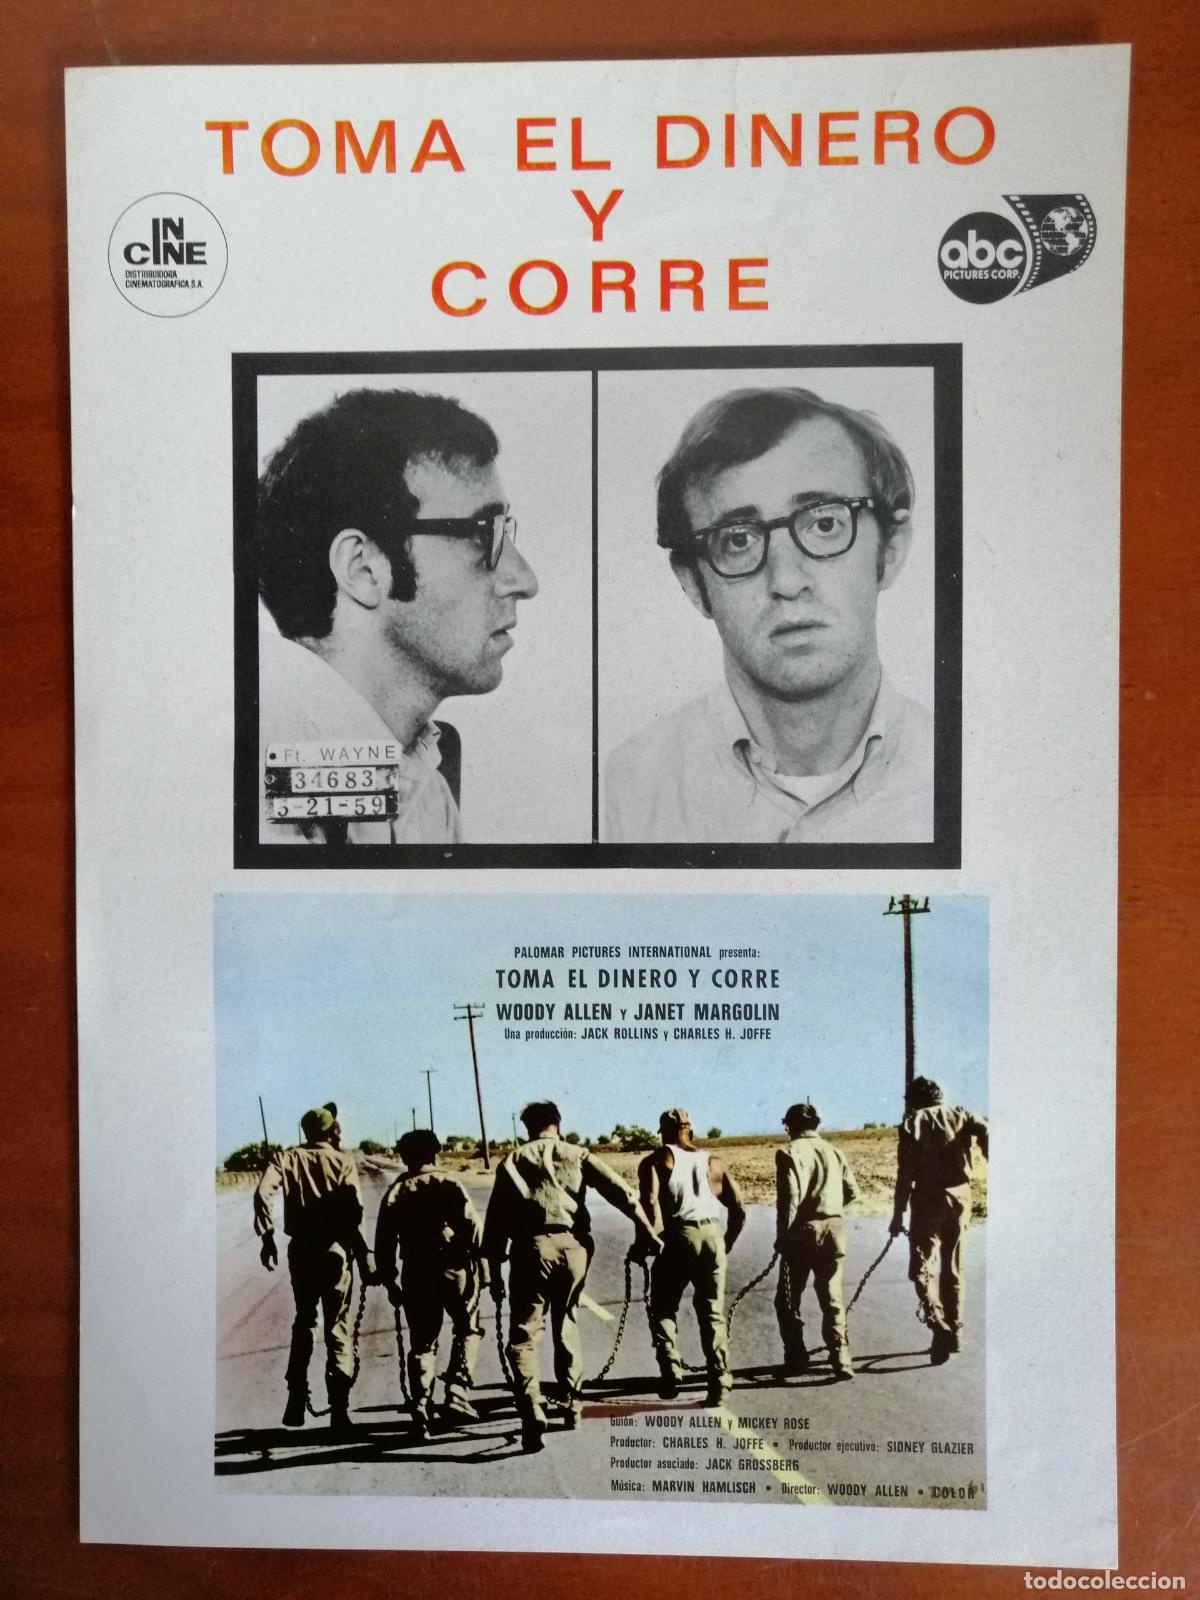 TOMA EL DINERO
Y
CORRE
IN
CINE
DISTRIBUIDORA
CINEMATOGRAFICA, S.A.
abc
PICTURES CORP.
Ft. WAYNE
34683
3-21-59
PALOMAR PICTURES INTERNATIONAL presenta:
TOMA EL DINERO Y CORRE
WOODY ALLEN Y JANET MARGOLIN
Una producción: JACK ROLLINS y CHARLES H. JOFFE
Guión: WOODY ALLEN y MICKEY ROSE
Productor: CHARLES H. JOFFE • Productor ejecutivo: SIDNEY GLAZIER
Productor asociado: JACK GROSSBERG
Música: MARVIN HAMLISCH • Director: WOODY ALLEN • COLOR
todocoleccion